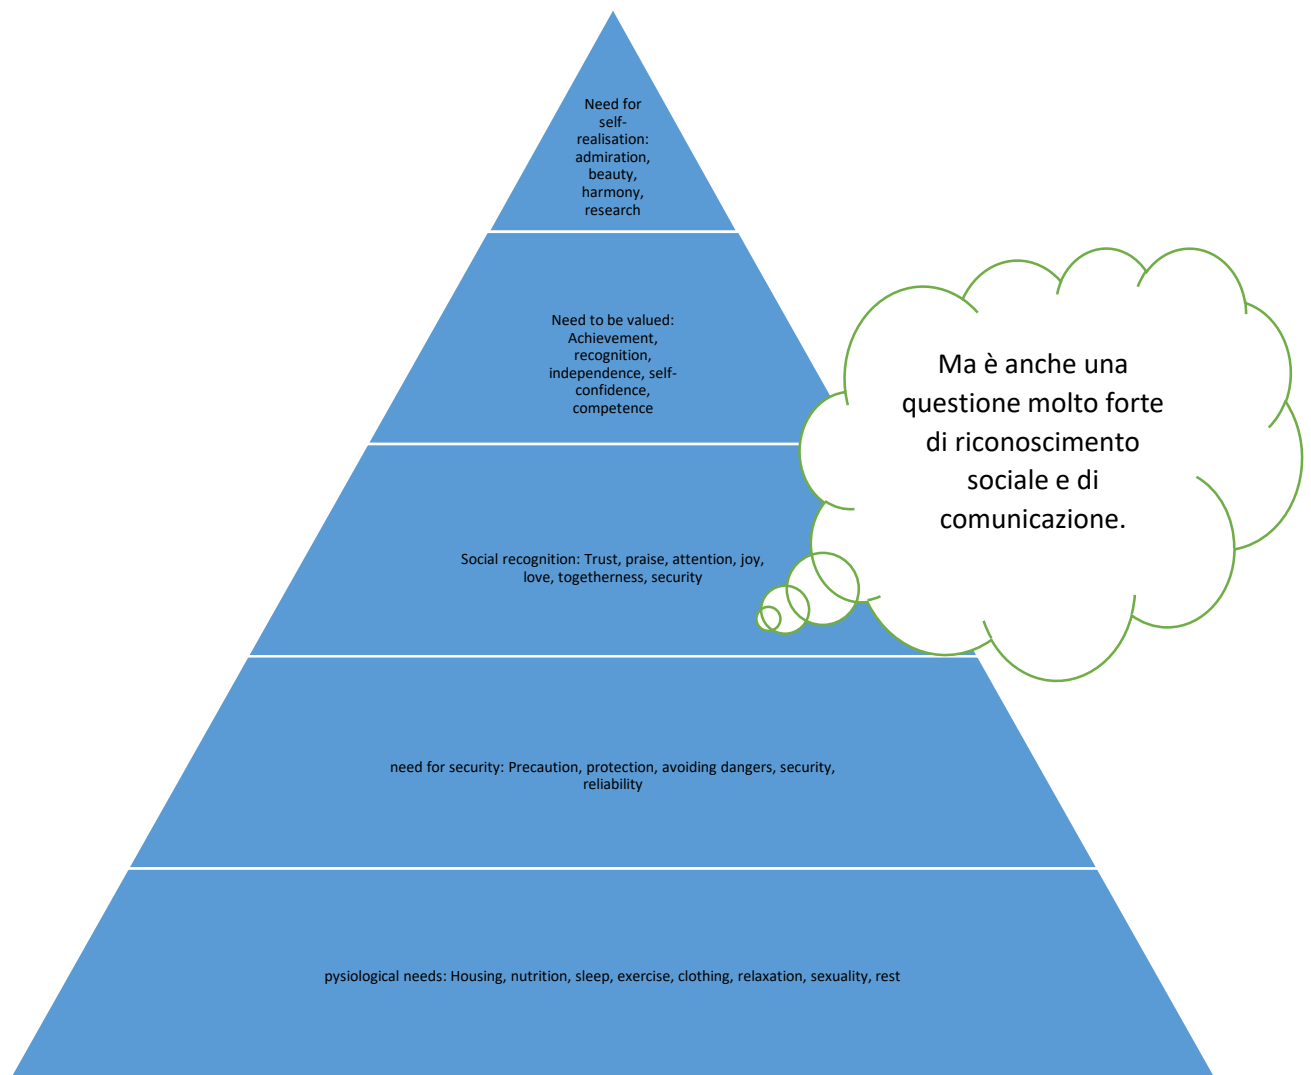 Need for
self-
realisation:
admiration,
beauty,
harmony,
research
Need to be valued:
Achievement,
recognition,
independence, self-
confidence,
competence
Ma è anche una
questione molto forte
di riconoscimento
sociale e di
comunicazione.
Social recognition: Trust, praise, attention, joy,
love, togetherness, security
need for security: Precaution, protection, avoiding dangers, security,
reliability
pysiological needs: Housing, nutrition, sleep, exercise, clothing, relaxation, sexuality, rest